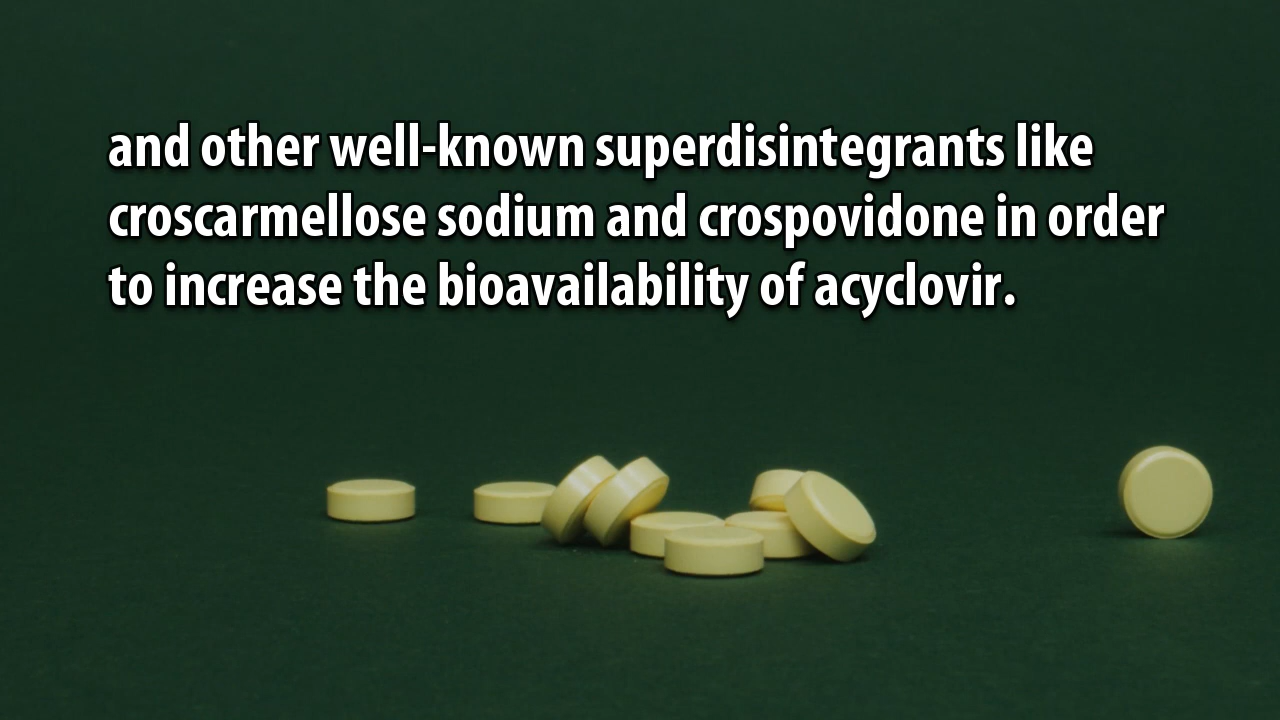 and other well-known superdisintegrants like
croscarmellose sodium and crospovidone in order
to increase the bioavailability of acyclovir.